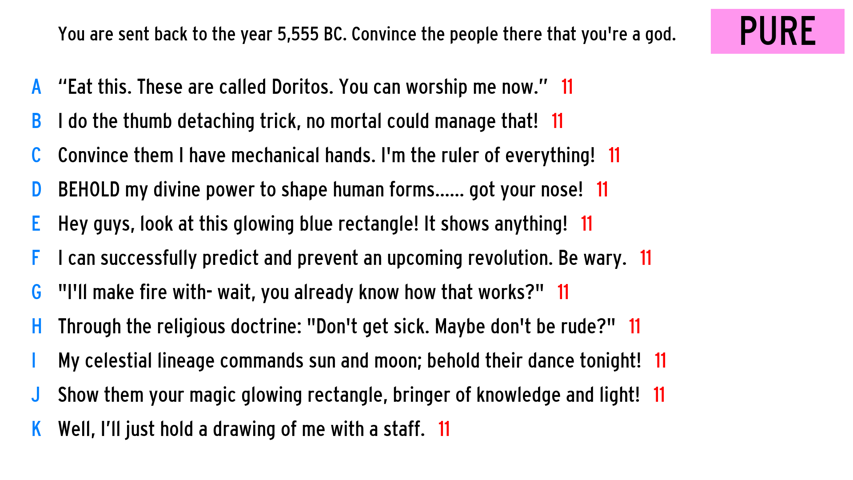 You are sent back to the year 5,555 BC. Convince the people there that you're a god.
PURE
A “Eat this. These are called Doritos. You can worship me now.” 11
B I do the thumb detaching trick, no mortal could manage that! 11
C Convince them I have mechanical hands. I'm the ruler of everything! 11
D BEHOLD my divine power to shape human forms...... got your nose! 11
E Hey guys, look at this glowing blue rectangle! It shows anything! 11
F I can successfully predict and prevent an upcoming revolution. Be wary. 11
G "I'll make fire with- wait, you already know how that works?" 11
H Through the religious doctrine: "Don't get sick. Maybe don't be rude?" 11
I My celestial lineage commands sun and moon; behold their dance tonight! 11
J Show them your magic glowing rectangle, bringer of knowledge and light! 11
K Well, I’ll just hold a drawing of me with a staff. 11